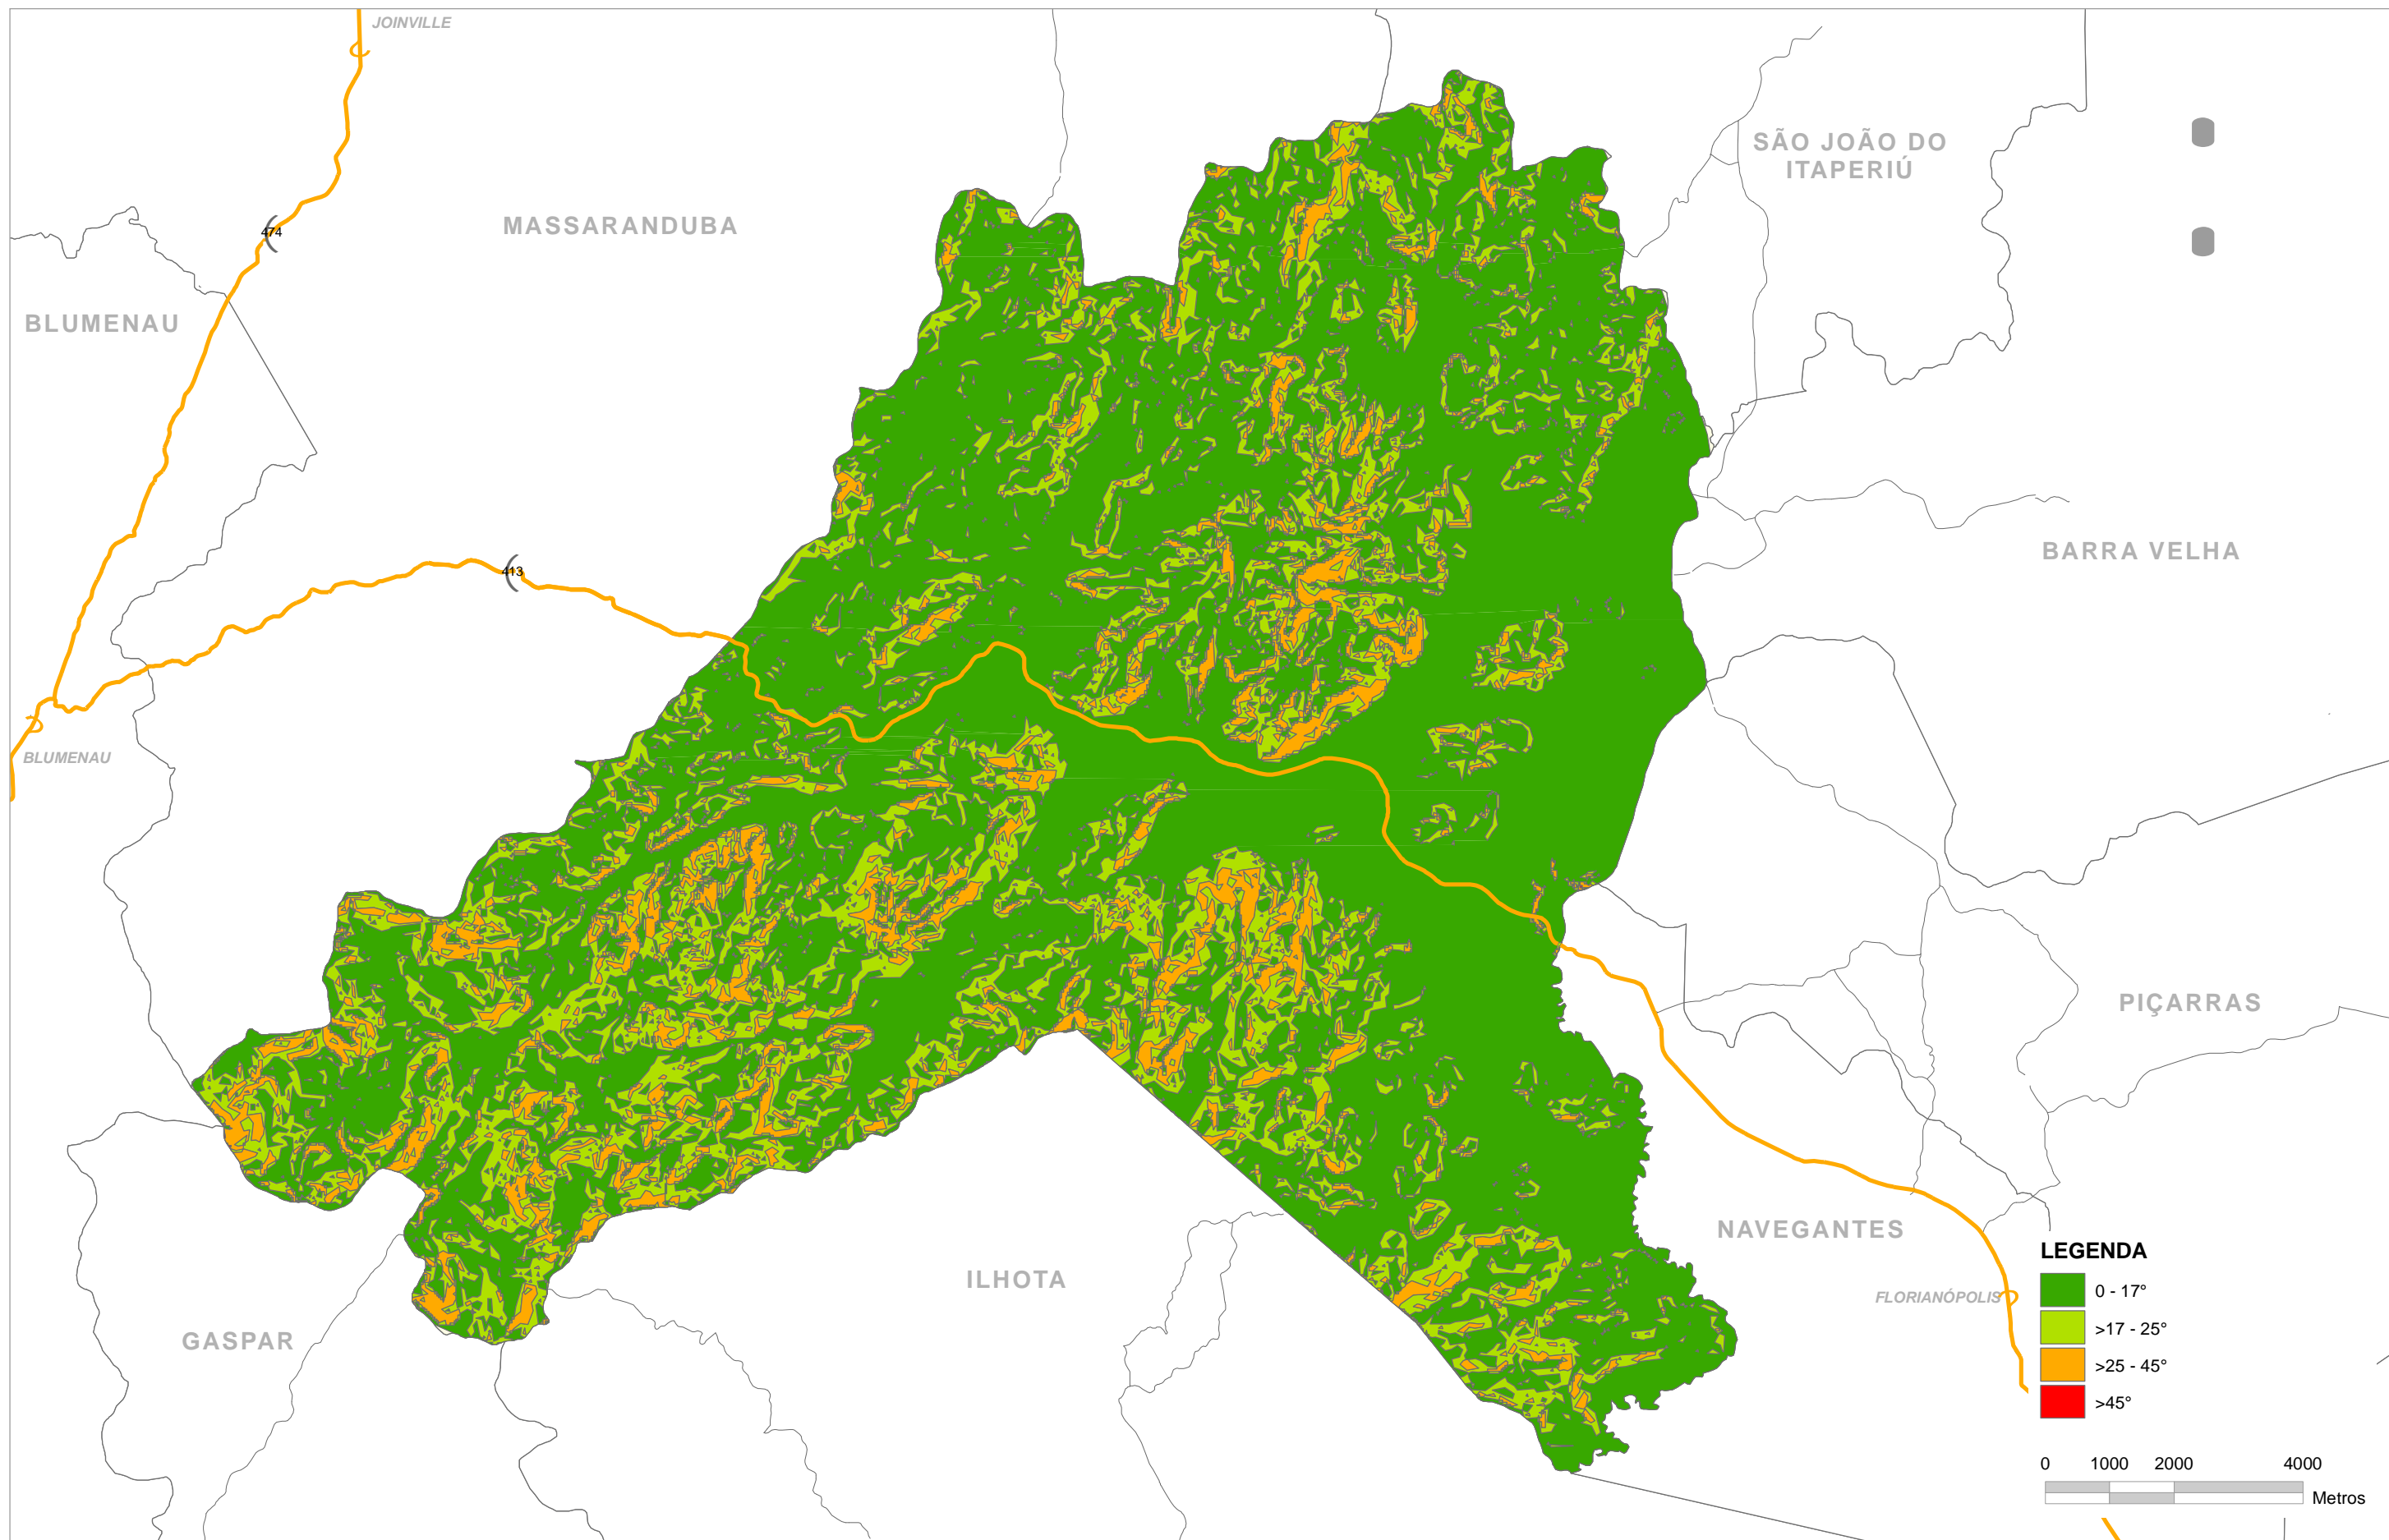 JOINVILLE
SÃO JOÃO DO
ITAPERIÚ
MASSARANDUBA
474
BLUMENAU
BARRA VELHA
413
BLUMENAU
PIÇARRAS
NAVEGANTES
ILHOTA
FLORIANÓPOLIS
GASPAR
LEGENDA
0 - 17°
>17 - 25°
>25 - 45°
>45°
0 1000 2000 4000
Metros